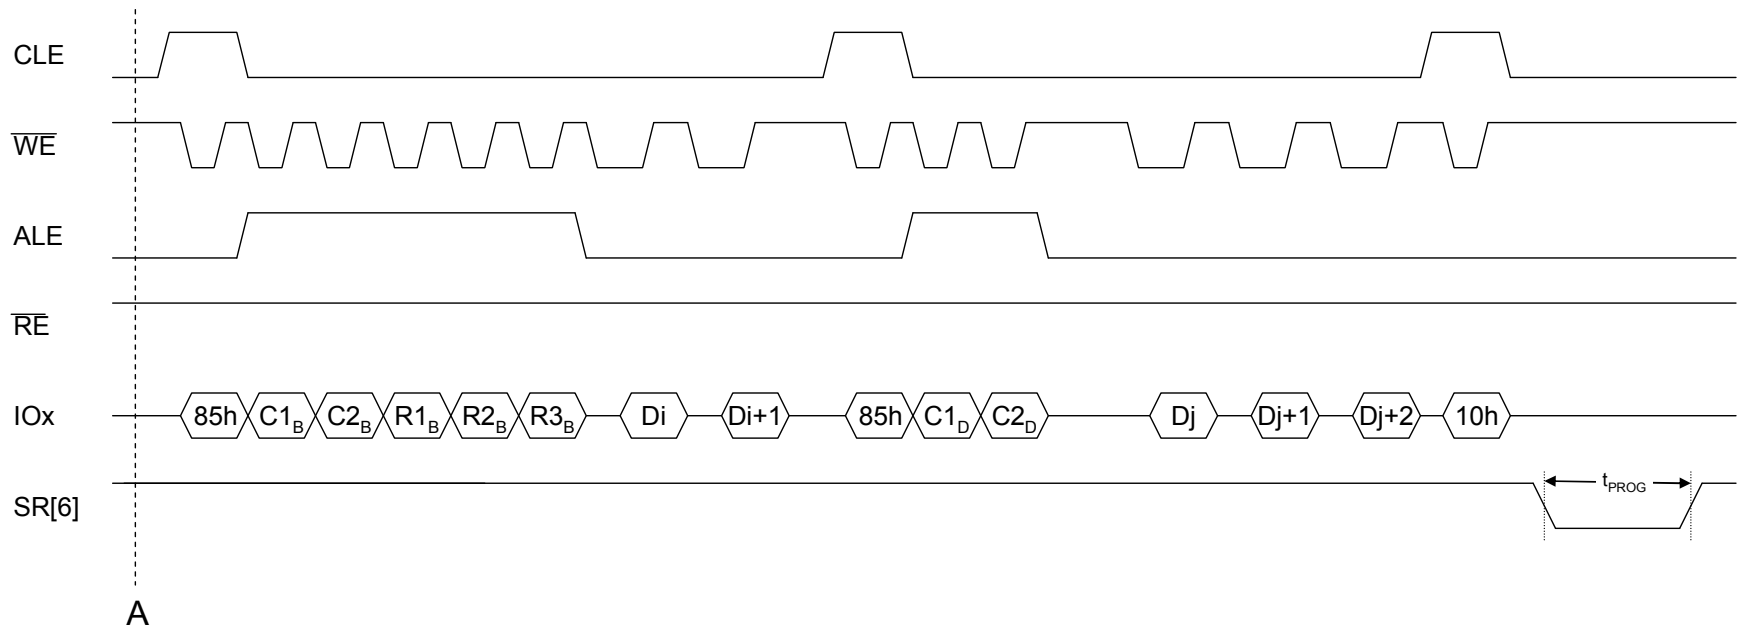 CLE
WE
ALE
RE
IOx 85h C1B C2B R1B R2B R3B Di Di+1 85h C1D C2D Dj Dj+1 Dj+2 10h
SR[6] tPROG
A